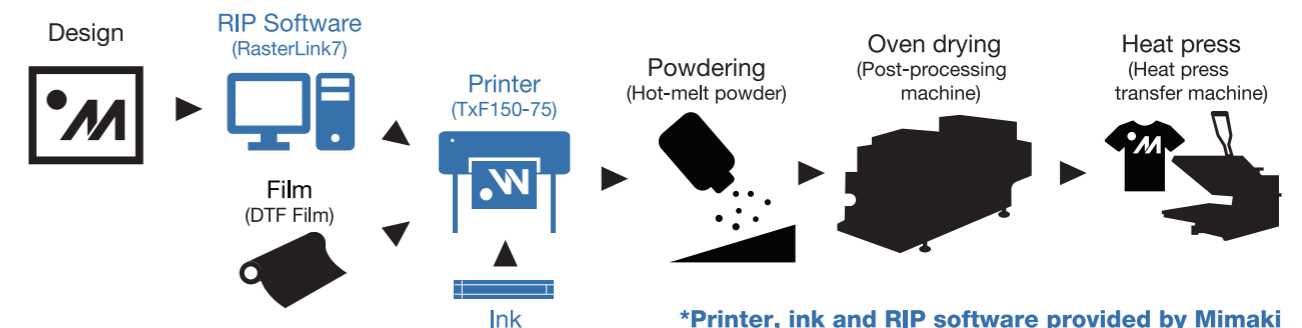 Design
RIP Software
(RasterLink7)
Film
(DTF Film)
Printer
(TxF150-75)
Ink
Powdering
(Hot-melt powder)
Oven drying
(Post-processing
machine)
Heat press
(Heat press
transfer machine)
*Printer, ink and RIP software provided by Mimaki